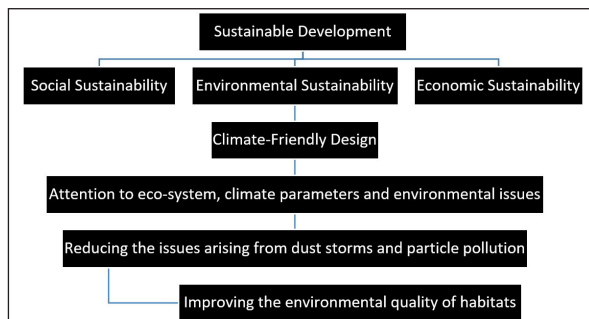 Sustainable Development
Social Sustainability
Environmental Sustainability
Economic Sustainability
Climate-Friendly Design
Attention to eco-system, climate parameters and environmental issues
Reducing the issues arising from dust storms and particle pollution
Improving the environmental quality of habitats